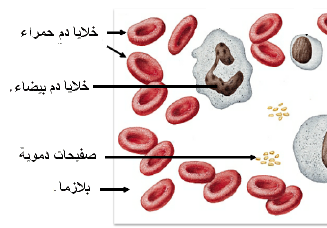 خلايا دم حمراء
خلايا دم بيضاء.
صفيحات دموية
بلازما.